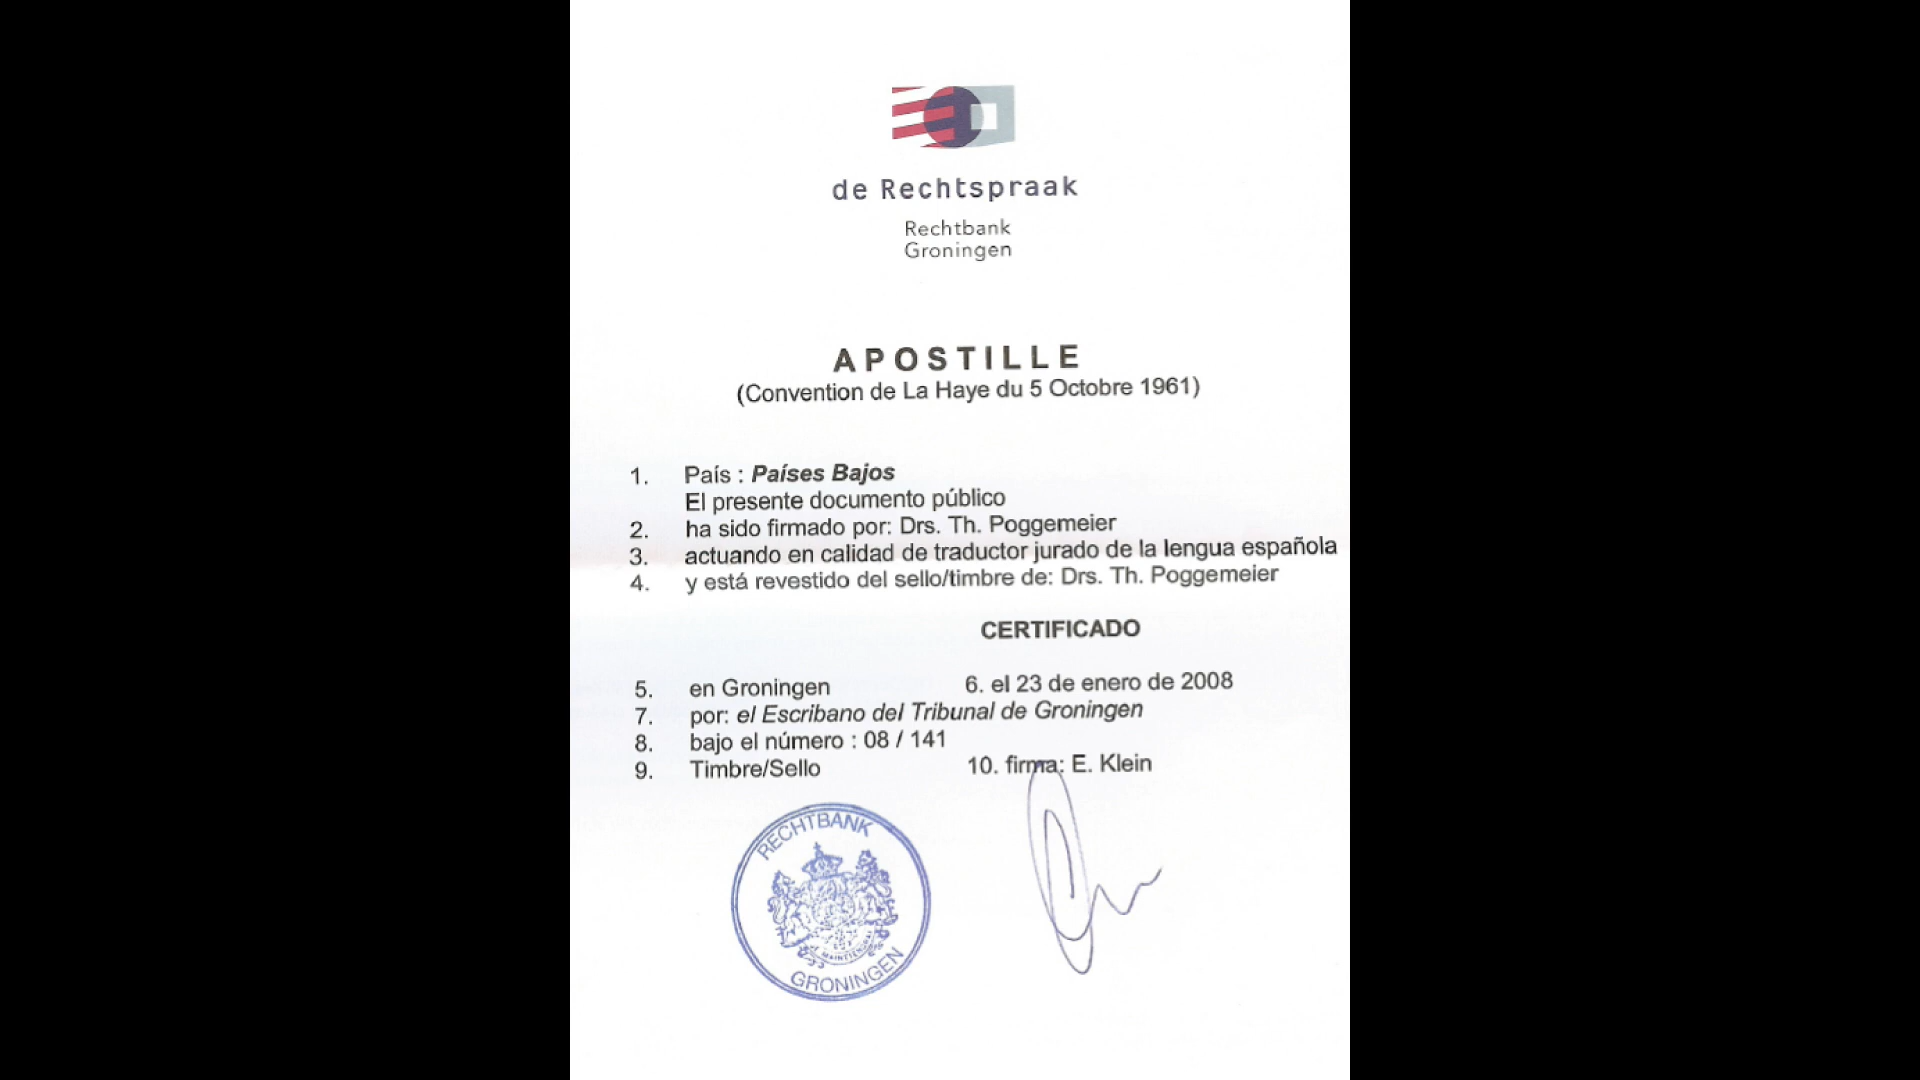 de Rechtspraak
Rechtbank
Groningen
APOSTILLE
(Convention de La Haye du 5 Octobre 1961)
1. País : Países Bajos
El presente documento público
2. ha sido firmado por: Drs. Th. Poggemeier
3. actuando en calidad de traductor jurado de la lengua española
4. y está revestido del sello/timbre de: Drs. Th. Poggemeier
CERTIFICADO
5. en Groningen 6. el 23 de enero de 2008
7. por: el Escribano del Tribunal de Groningen
8. bajo el número : 08 / 141
9. Timbre/Sello 10. firma: E. Klein
RECHTBANK
MAINTIENDRAI
GRONINGEN